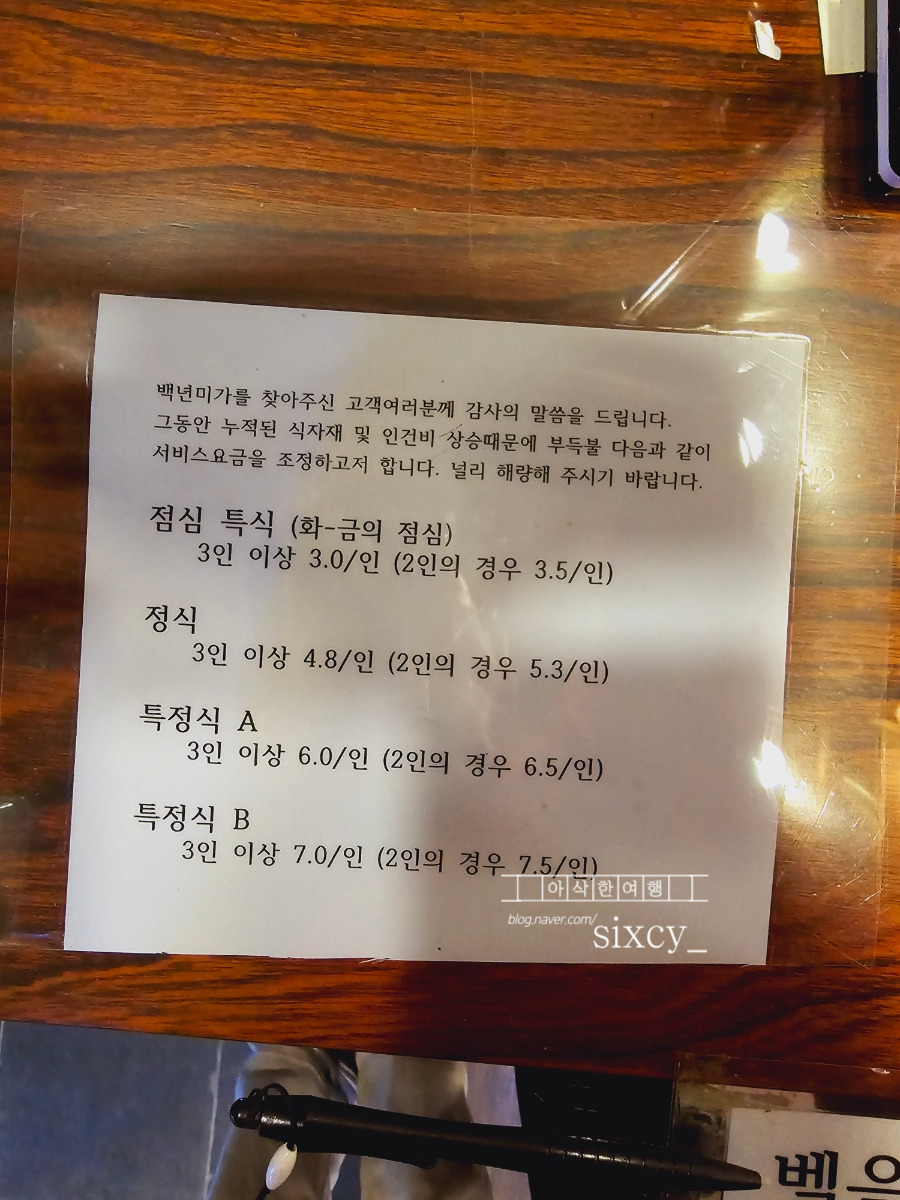 백년미가를 찾아주신 고객여러분께 감사의 말씀을 드립니다.
그동안 누적된 식자재 및 인건비 상승때문에 부득불 다음과 같이
서비스요금을 조정하고저 합니다. 널리 해량해 주시기 바랍니다.
점심 특식 (화-금의 점심)
3인 이상 3.0/인 (2인의 경우 3.5/인)
정식
3인 이상 4.8/인 (2인의 경우 5.3/인)
특정식 A
3인 이상 6.0/인 (2인의 경우 6.5/인)
특정식 B
3인 이상 7.0/인 (2인의 경우 7.5/인)
아삭한여행
blog.naver.com/
sixcy_
벨